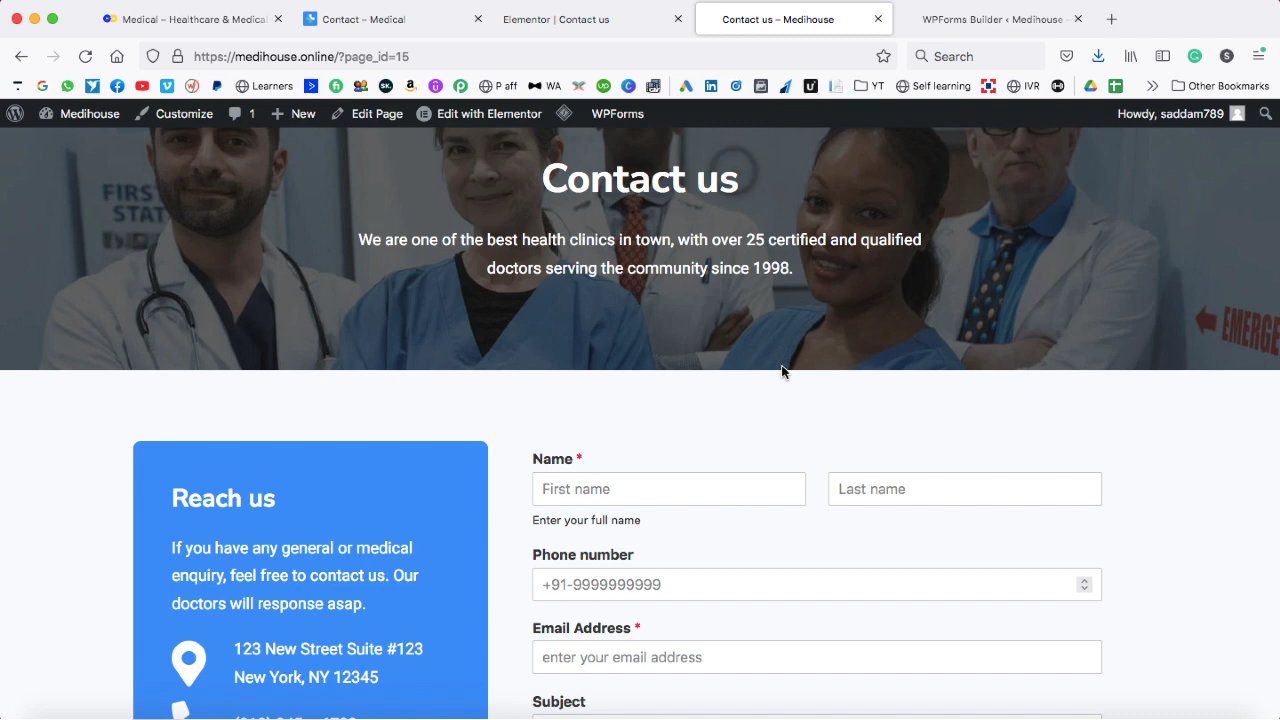 Medical – Healthcare & Medical
Contact – Medical
Elementor | Contact us
Contact us – Medihouse
WPForms Builder ‹ Medihouse –
https://medihouse.online/?page_id=15
Search
Learners
P aff
WA
YT
Self learning
IVR
Other Bookmarks
Medihouse
Customize
1
New
Edit Page
Edit with Elementor
WPForms
Howdy, saddam789
FIRS
STAT
EMERGE
Contact us
We are one of the best health clinics in town, with over 25 certified and qualified
doctors serving the community since 1998.
Reach us
If you have any general or medical
enquiry, feel free to contact us. Our
doctors will response asap.
123 New Street Suite #123
New York, NY 12345
Name *
First name
Last name
Enter your full name
Phone number
+91-9999999999
Email Address *
enter your email address
Subject